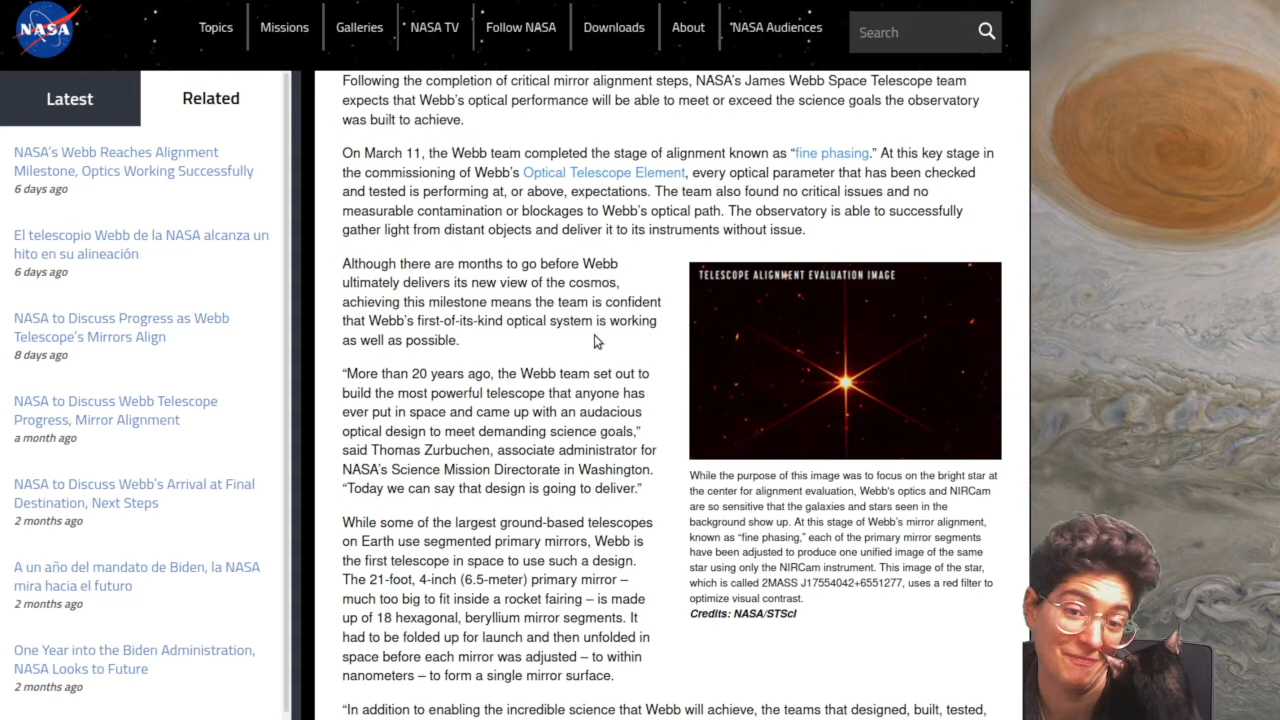 NASA
Topics
Missions
Galleries
NASA TV
Follow NASA
Downloads
About
NASA Audiences
Search
Latest
Related
NASA's Webb Reaches Alignment
Milestone, Optics Working Successfully
6 days ago
El telescopio Webb de la NASA alcanza un
hito en su alineación
6 days ago
NASA to Discuss Progress as Webb
Telescope's Mirrors Align
8 days ago
NASA to Discuss Webb Telescope
Progress, Mirror Alignment
a month ago
NASA to Discuss Webb's Arrival at Final
Destination, Next Steps
2 months ago
A un año del mandato de Biden, la NASA
mira hacia el futuro
2 months ago
One Year into the Biden Administration,
NASA Looks to Future
2 months ago
Following the completion of critical mirror alignment steps, NASA's James Webb Space Telescope team
expects that Webb's optical performance will be able to meet or exceed the science goals the observatory
was built to achieve.
On March 11, the Webb team completed the stage of alignment known as “fine phasing.” At this key stage in
the commissioning of Webb's Optical Telescope Element, every optical parameter that has been checked
and tested is performing at, or above, expectations. The team also found no critical issues and no
measurable contamination or blockages to Webb's optical path. The observatory is able to successfully
gather light from distant objects and deliver it to its instruments without issue.
Although there are months to go before Webb
ultimately delivers its new view of the cosmos,
achieving this milestone means the team is confident
that Webb's first-of-its-kind optical system is working
as well as possible.
“More than 20 years ago, the Webb team set out to
build the most powerful telescope that anyone has
ever put in space and came up with an audacious
optical design to meet demanding science goals,”
said Thomas Zurbuchen, associate administrator for
NASA's Science Mission Directorate in Washington.
“Today we can say that design is going to deliver.”
While some of the largest ground-based telescopes
on Earth use segmented primary mirrors, Webb is
the first telescope in space to use such a design.
The 21-foot, 4-inch (6.5-meter) primary mirror –
much too big to fit inside a rocket fairing – is made
up of 18 hexagonal, beryllium mirror segments. It
had to be folded up for launch and then unfolded in
space before each mirror was adjusted – to within
nanometers – to form a single mirror surface.
TELESCOPE ALIGNMENT EVALUATION IMAGE
While the purpose of this image was to focus on the bright star at
the center for alignment evaluation, Webb's optics and NIRCam
are so sensitive that the galaxies and stars seen in the
background show up. At this stage of Webb's mirror alignment,
known as “fine phasing,” each of the primary mirror segments
have been adjusted to produce one unified image of the same
star using only the NIRCam instrument. This image of the star,
which is called 2MASS J17554042+6551277, uses a red filter to
optimize visual contrast.
Credits: NASA/STScI
“In addition to enabling the incredible science that Webb will achieve, the teams that designed, built, tested,